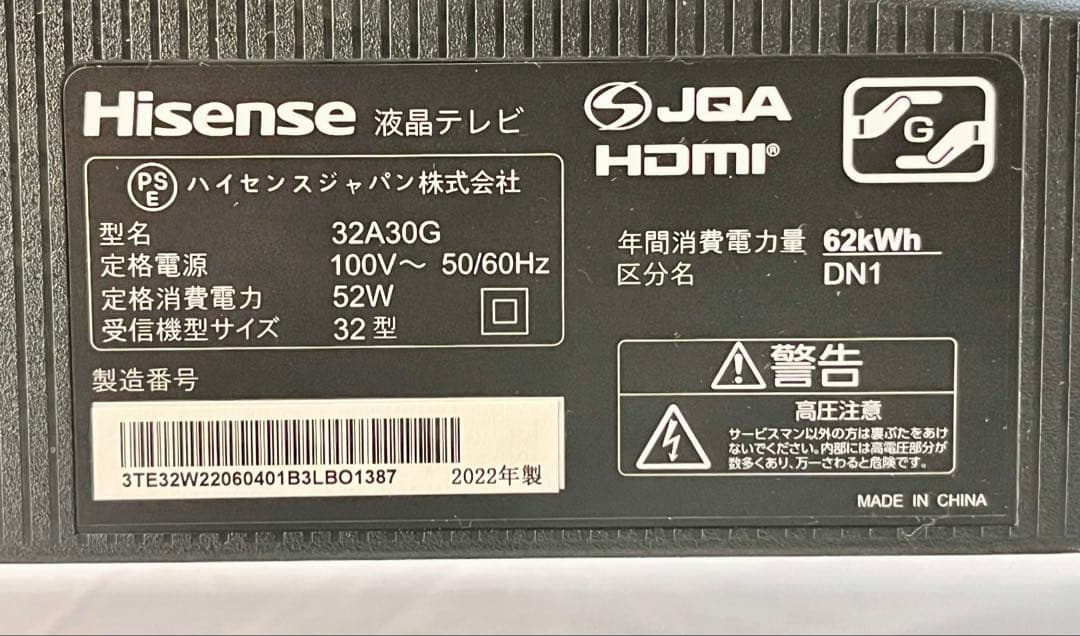 Hisense 液晶テレビ
JQA
HDMI®
G
PS
E
ハイセンスジャパン株式会社
型名 32A30G
定格電源 100V～ 50/60Hz
定格消費電力 52W
受信機型サイズ 32型
年間消費電力量 62kWh
区分名 DN1
製造番号
3TE32W22060401B3LBO1387 2022年製
警告
高圧注意
サービスマン以外の方は裏ぶたをあけ
ないでください。内部には高電圧部分が
数多くあり、万一さわると危険です。
MADE IN CHINA